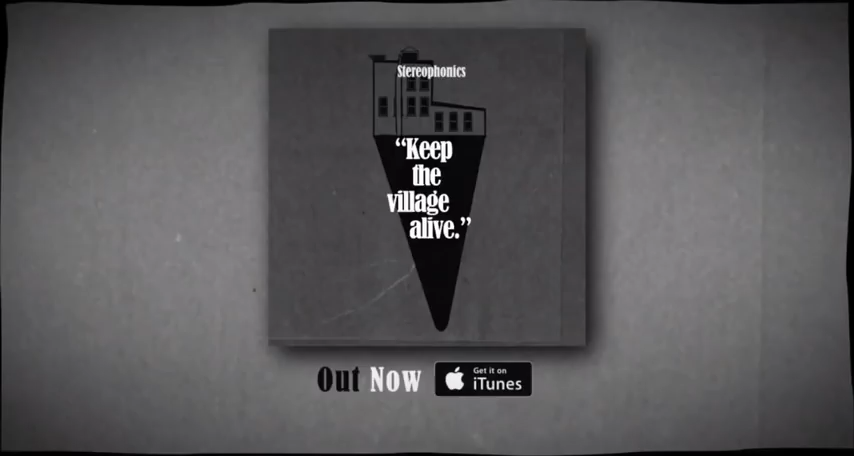 Stereophonics
“Keep
the
village
alive.”
Out Now
Get it on
iTunes